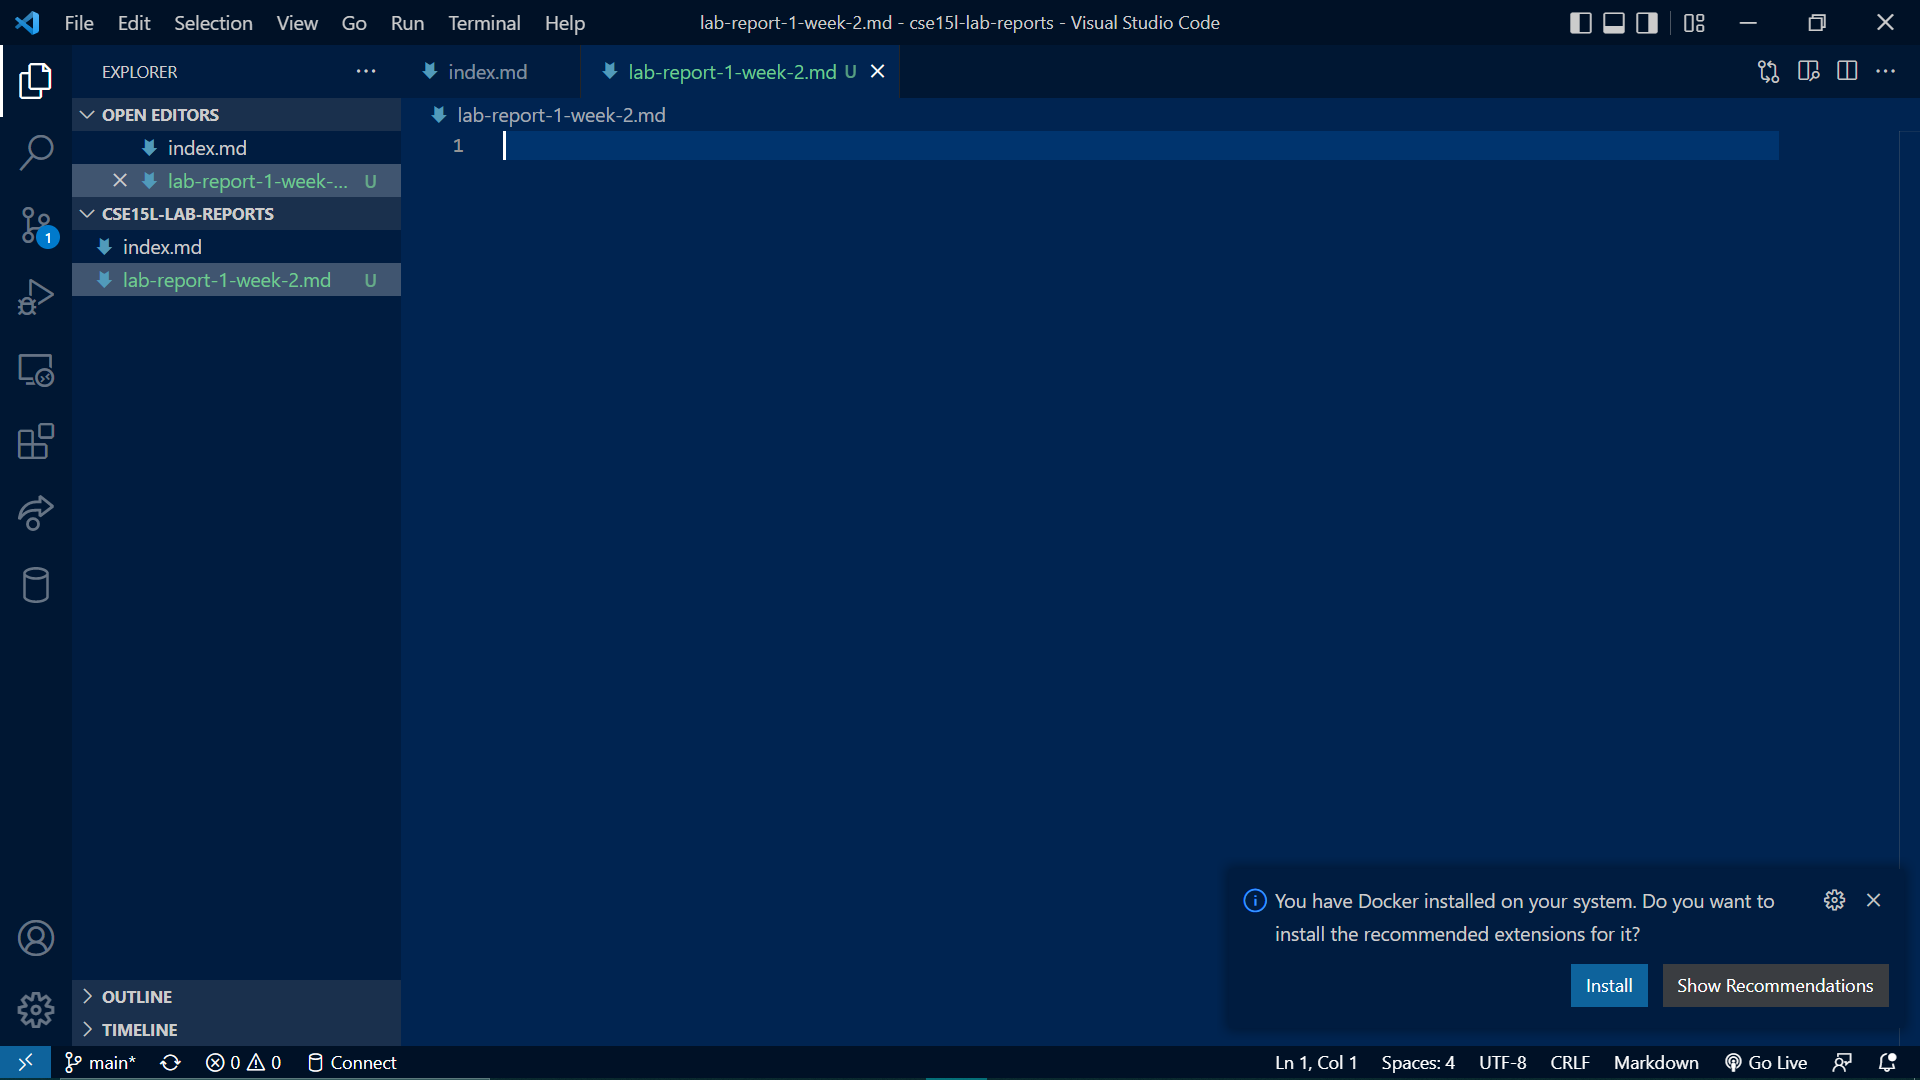 File Edit Selection View Go Run Terminal Help
lab-report-1-week-2.md - cse15l-lab-reports - Visual Studio Code
EXPLORER
index.md
lab-report-1-week-2.md U
OPEN EDITORS
index.md
lab-report-1-week-... U
CSE15L-LAB-REPORTS
index.md
lab-report-1-week-2.md U
lab-report-1-week-2.md
1
1
You have Docker installed on your system. Do you want to
install the recommended extensions for it?
Install
Show Recommendations
OUTLINE
TIMELINE
main* 0 0 Connect
Ln 1, Col 1 Spaces: 4 UTF-8 CRLF Markdown Go Live